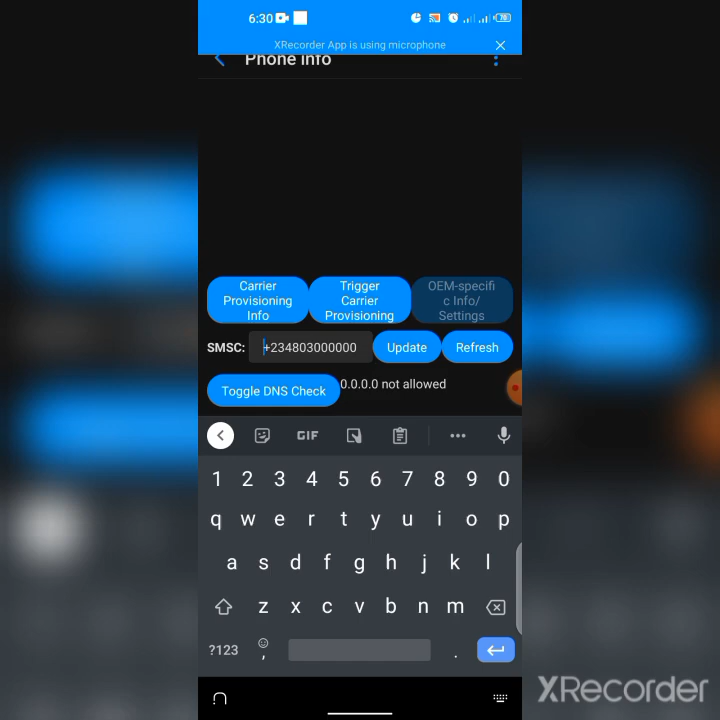 6:30
70
XRecorder App is using microphone
Phone info
Carrier
Provisioning
Info
Trigger
Carrier
Provisioning
OEM-specifi
c Info/
Settings
SMSC: +234803000000 Update Refresh
Toggle DNS Check 0.0.0.0 not allowed
GIF
1 2 3 4 5 6 7 8 9 0
q w e r t y u i o p
a s d f g h j k l
z x c v b n m
?123 , .
XRecorder